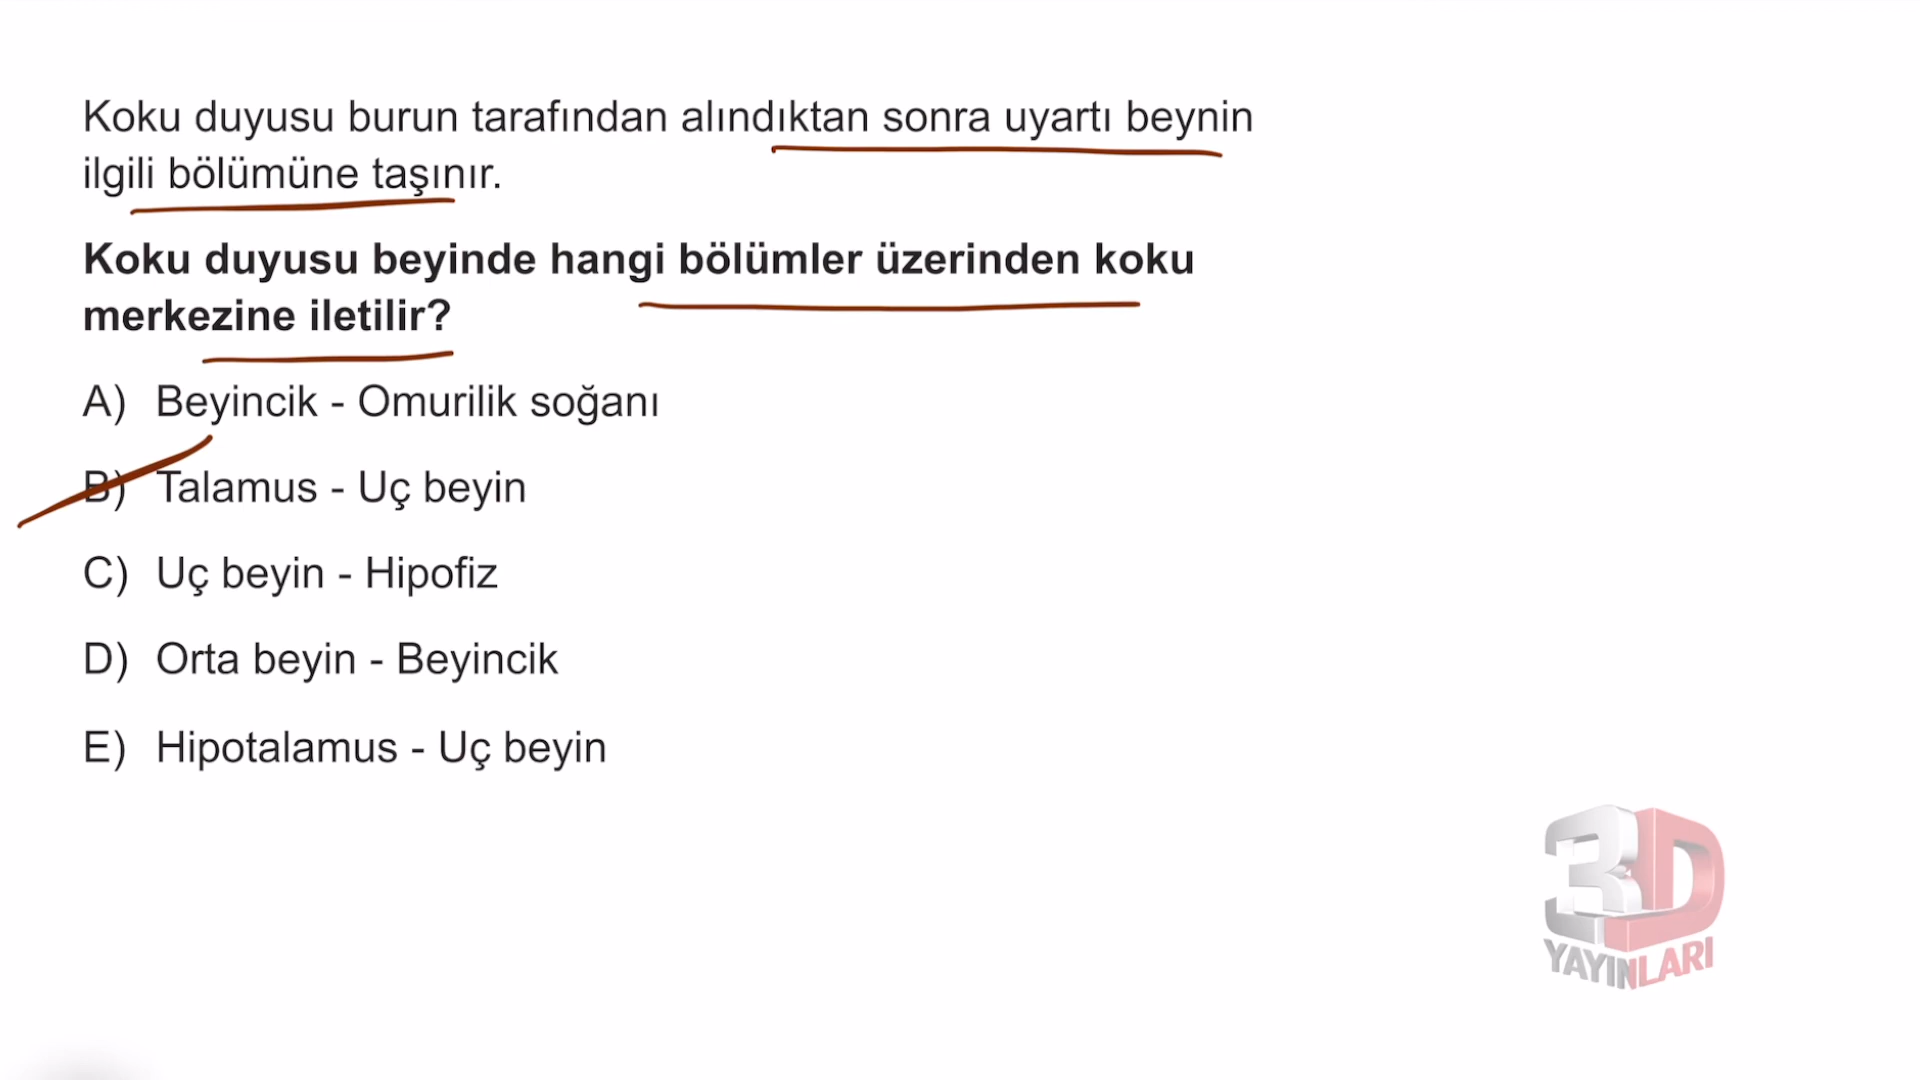 Koku duyusu burun tarafından alındıktan sonra uyartı beynin
ilgili bölümüne taşınır.
Koku duyusu beyinde hangi bölümler üzerinden koku
merkezine iletilir?
A) Beyincik - Omurilik soğanı
B) Talamus - Uç beyin
C) Uç beyin - Hipofiz
D) Orta beyin - Beyincik
E) Hipotalamus - Uç beyin
3D
YAYINLARI